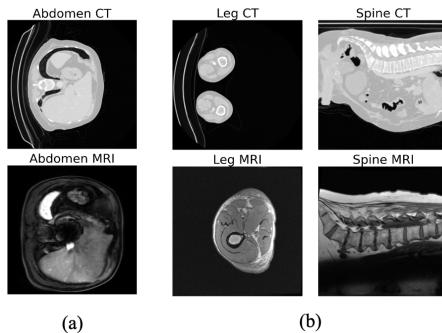 Abdomen CT
Leg CT
Spine CT
Abdomen MRI
Leg MRI
Spine MRI
(a)
(b)